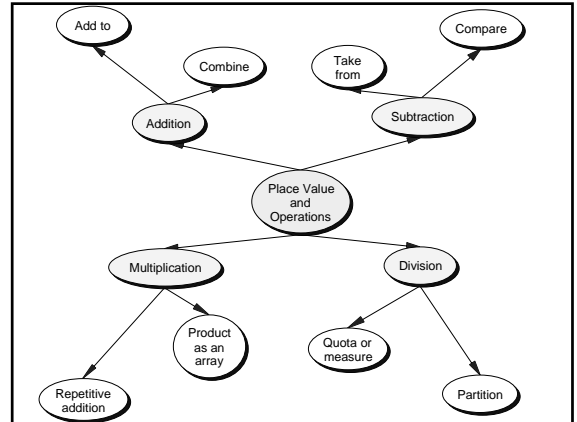 Add to
Compare
Combine
Take
from
Addition
Subtraction
Place Value
and
Operations
Multiplication
Division
Product
as an
array
Quota or
measure
Repetitive
addition
Partition